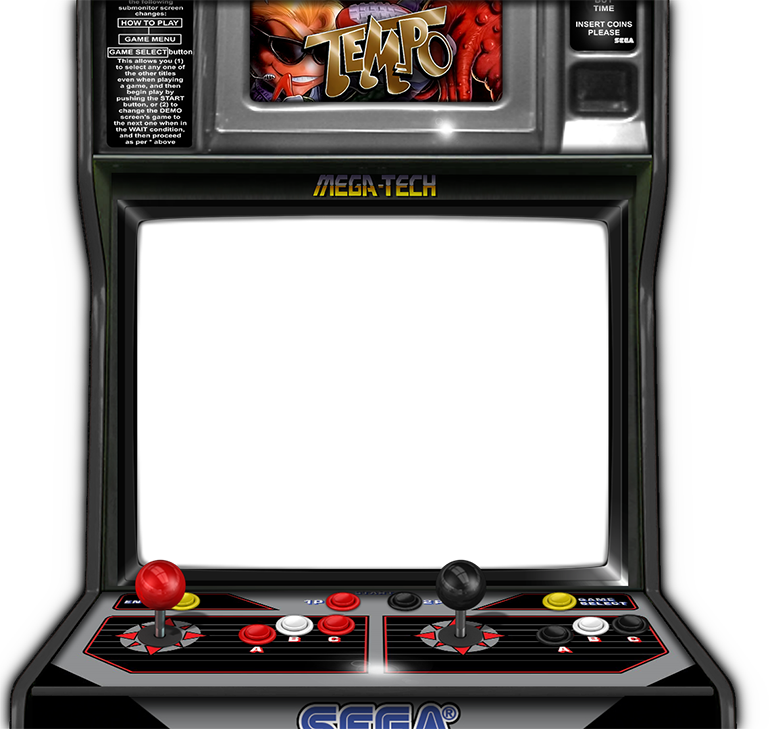 the following
submonitor screen
changes:
HOW TO PLAY
GAME MENU
GAME SELECT button
This allows you (1)
to select any one of
the other titles
even when playing
a game, and then
begin play by
pushing the START
button, or (2) to
change the DEMO
screen's game to
the next one when in
the WAIT condition,
and then proceed
as per * above
TEMPO
BUY
TIME
INSERT COINS
PLEASE
SEGA
MEGA-TECH
1P START 2P
GAME
SELECT
A B C
A B C
SEGA®